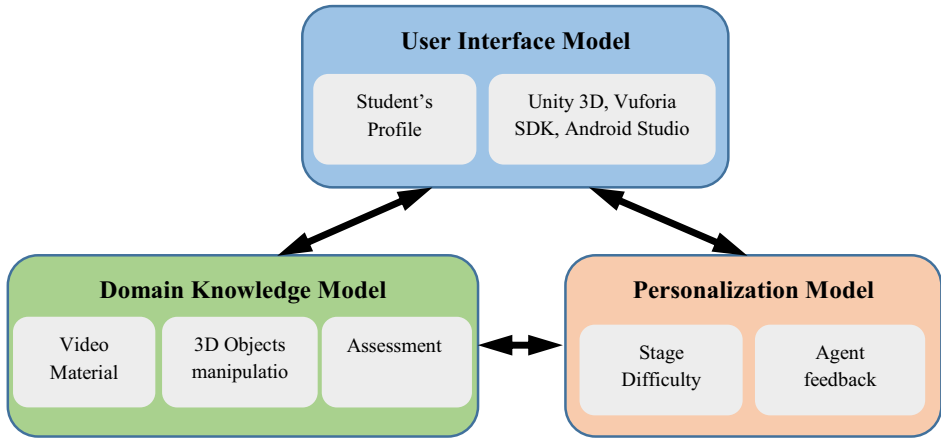 User Interface Model
Student’s
Profile
Unity 3D, Vuforia
SDK, Android Studio
Domain Knowledge Model
Video
Material
3D Objects
manipulatio
Assessment
Personalization Model
Stage
Difficulty
Agent
feedback